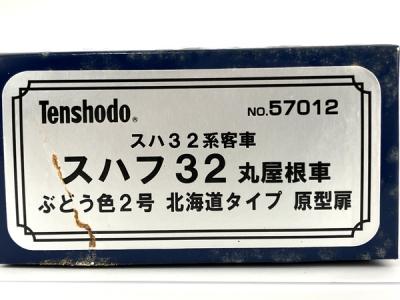 Tenshodo® NO.57012
スハ32系客車
スハフ32 丸屋根車
ぶどう色2号 北海道タイプ 原型扉